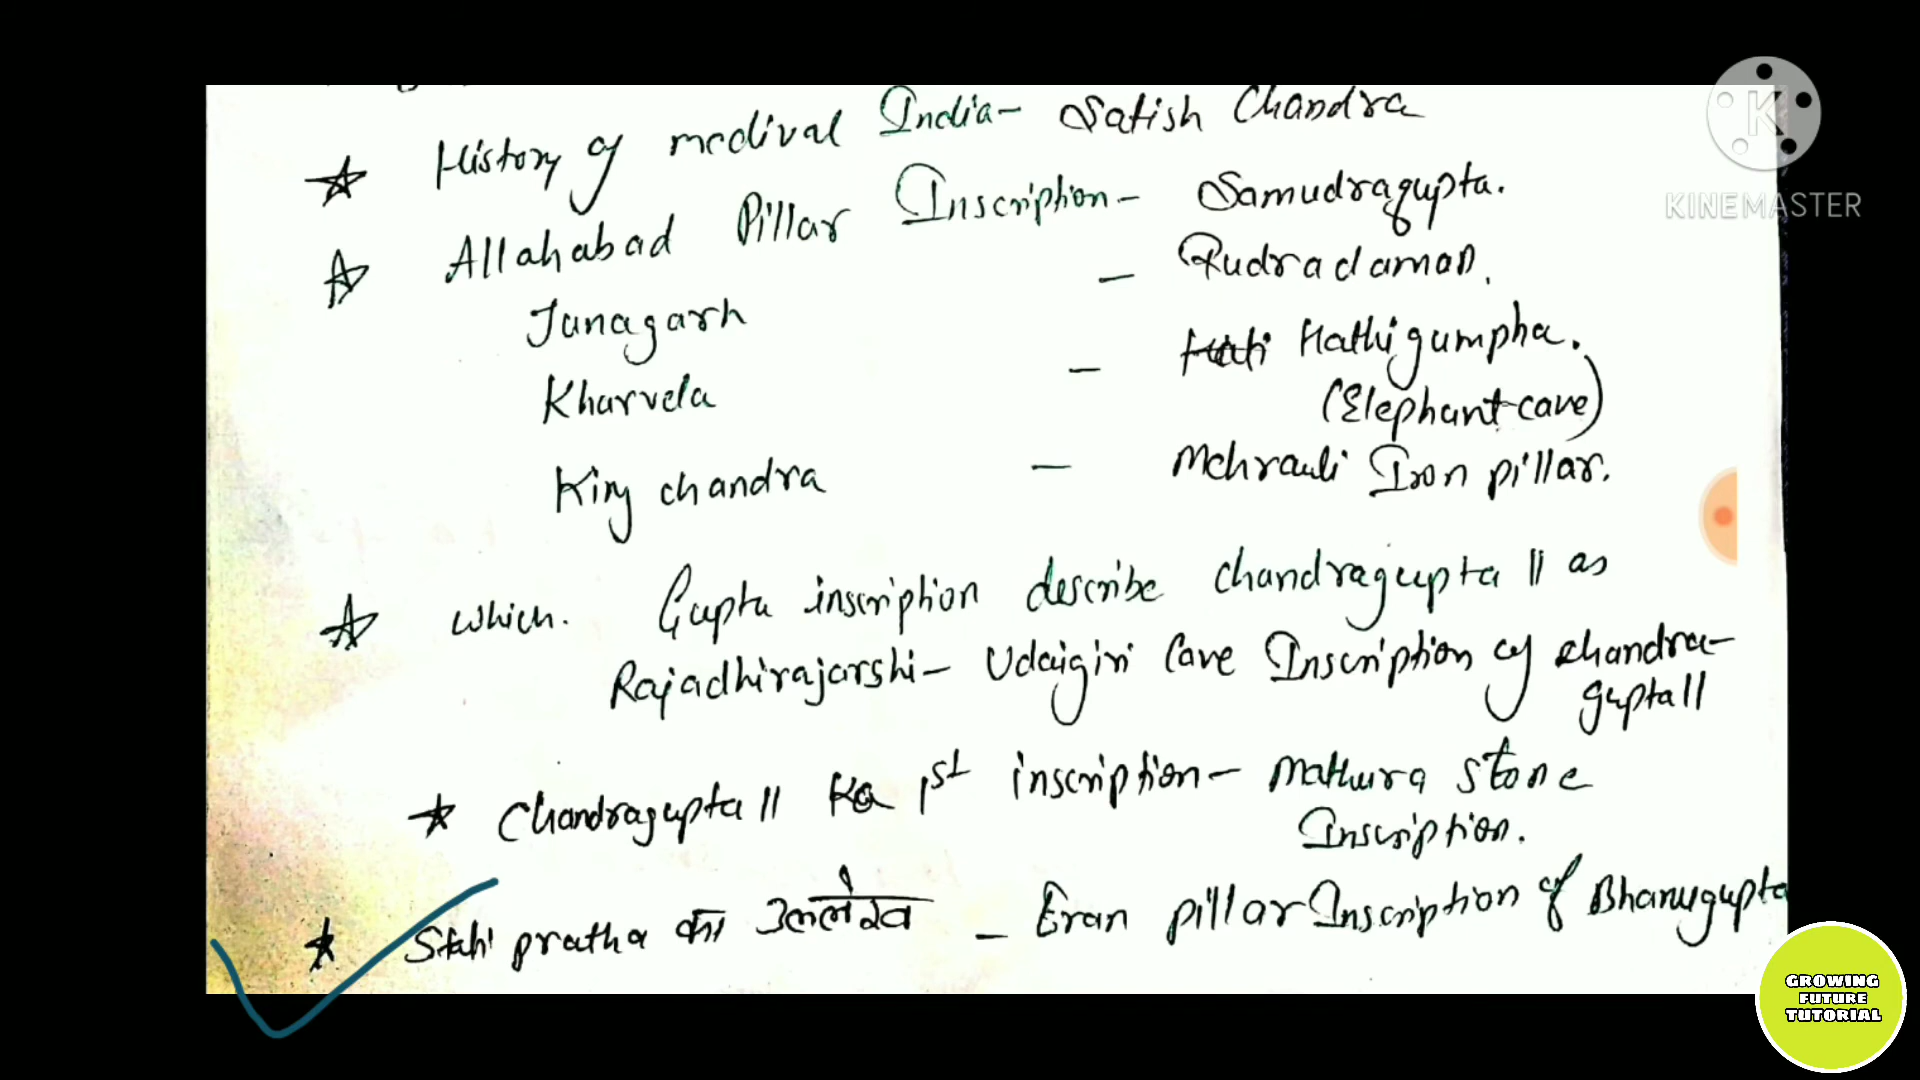 History of medival India - Satish Chandra
Allahabad Pillar Inscription - Samudragupta.
Junagarh - Rudradaman.
Kharvela - Hathigumpha.
(Elephant cave)
King chandra - Mehrauli Iron pillar.
which. Gupta inscription describe chandragupta II as
Rajadhirajarshi - Udaigiri Cave Inscription of chandra-
gupta II
Chandragupta II Ka 1st inscription - Mathura stone
Inscription.
Stahi pratha का उल्लेख - Eran pillar Inscription of Bhanugupta
KINEMASTER
GROWING
FUTURE
TUTORIAL